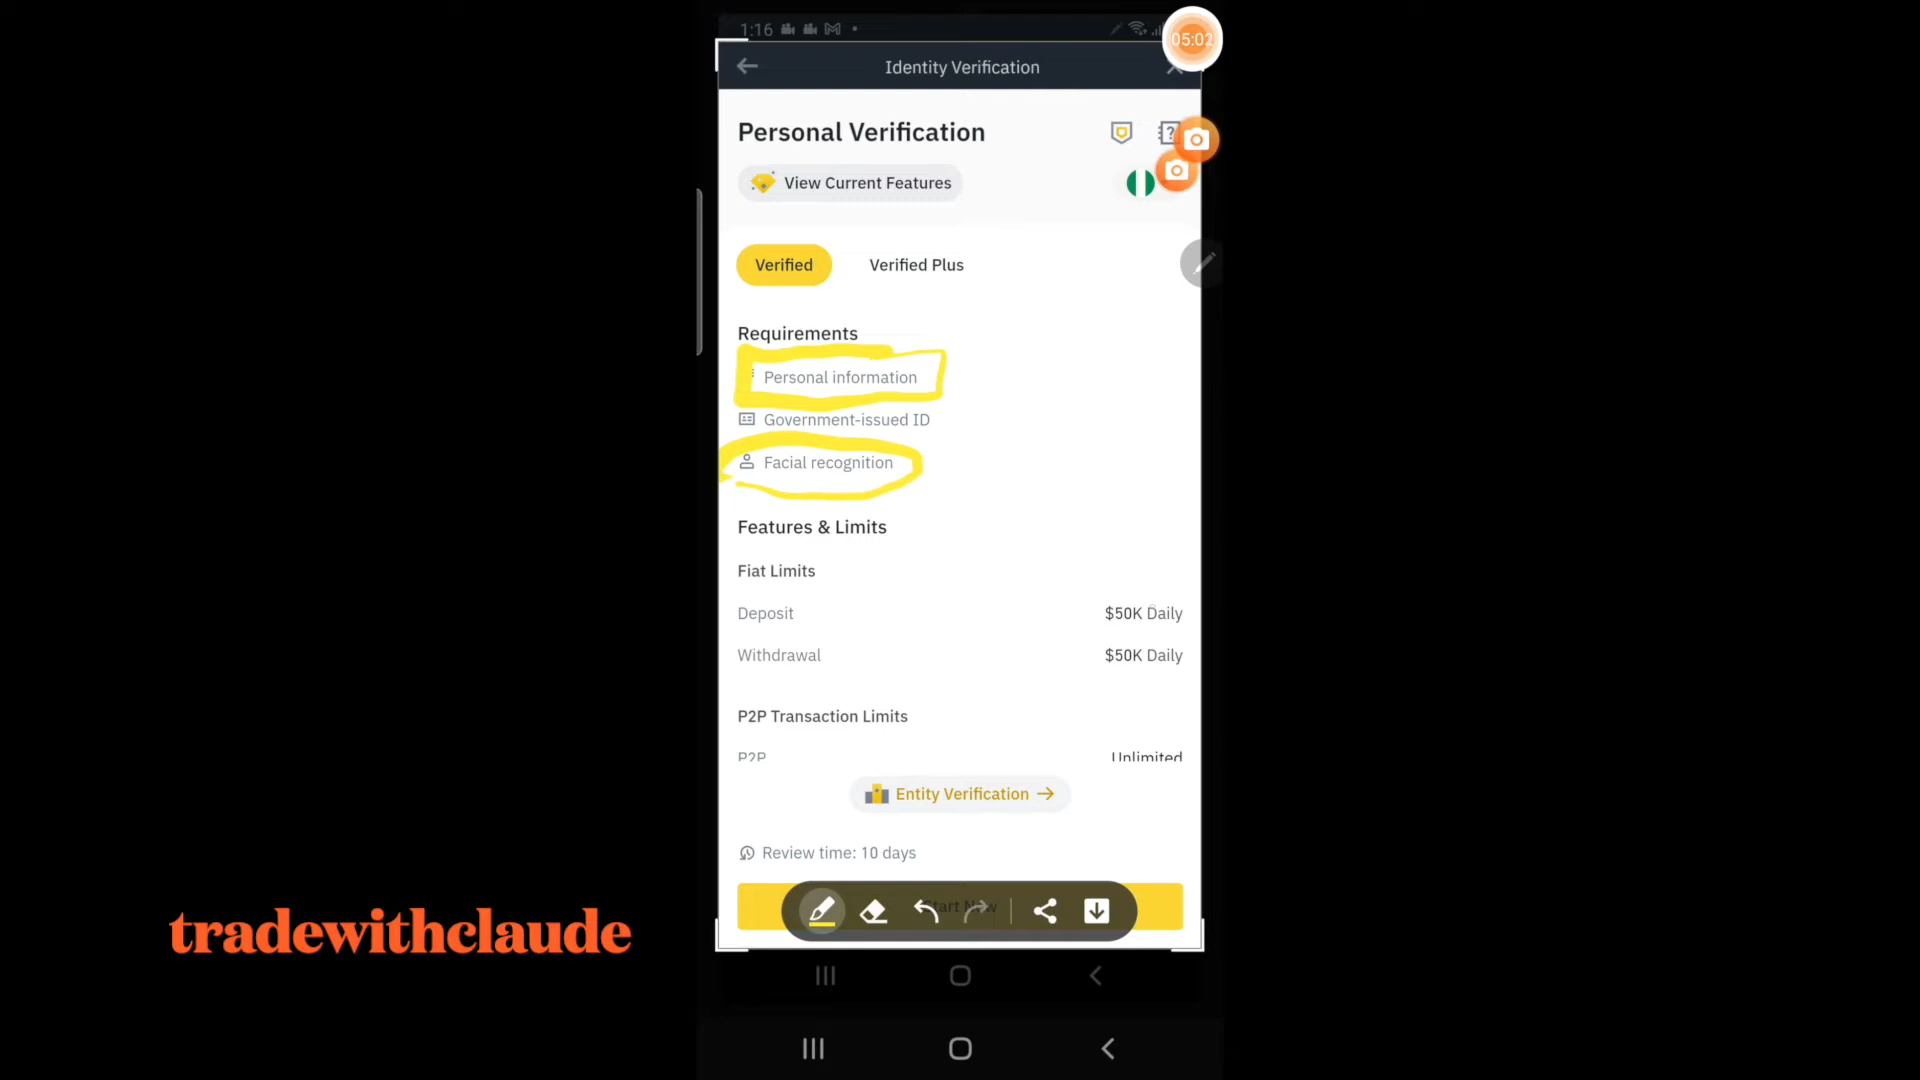 1:16
05:02
Identity Verification
Personal Verification
View Current Features
Verified Verified Plus
Requirements
Personal information
Government-issued ID
Facial recognition
Features & Limits
Fiat Limits
Deposit $50K Daily
Withdrawal $50K Daily
P2P Transaction Limits
P2P Unlimited
Entity Verification →
Review time: 10 days
Start Now
tradewithclaude